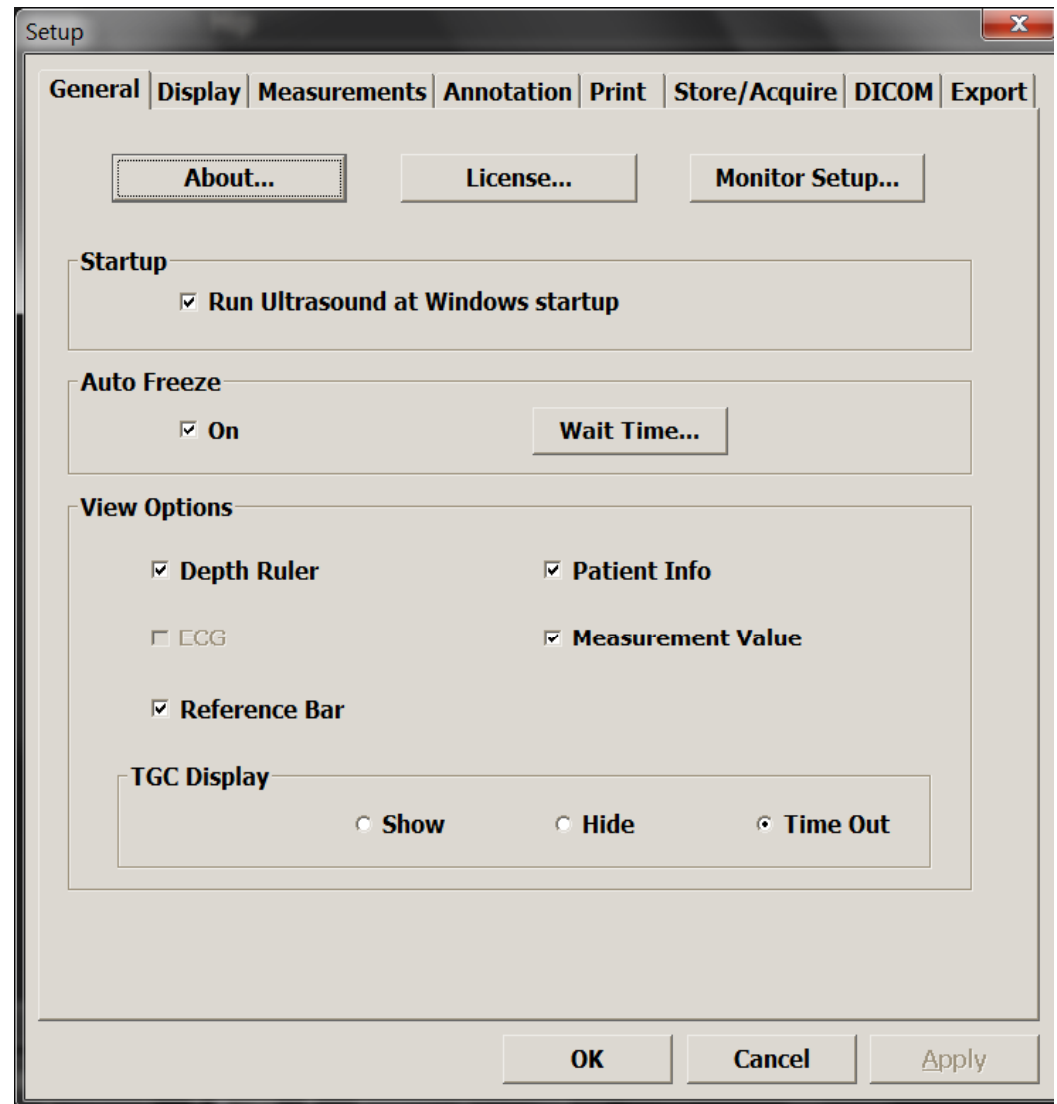 Setup
General Display Measurements Annotation Print Store/Acquire DICOM Export
About... License... Monitor Setup...
Startup
Run Ultrasound at Windows startup
Auto Freeze
On Wait Time...
View Options
Depth Ruler Patient Info
ECG Measurement Value
Reference Bar
TGC Display
Show Hide Time Out
OK Cancel Apply